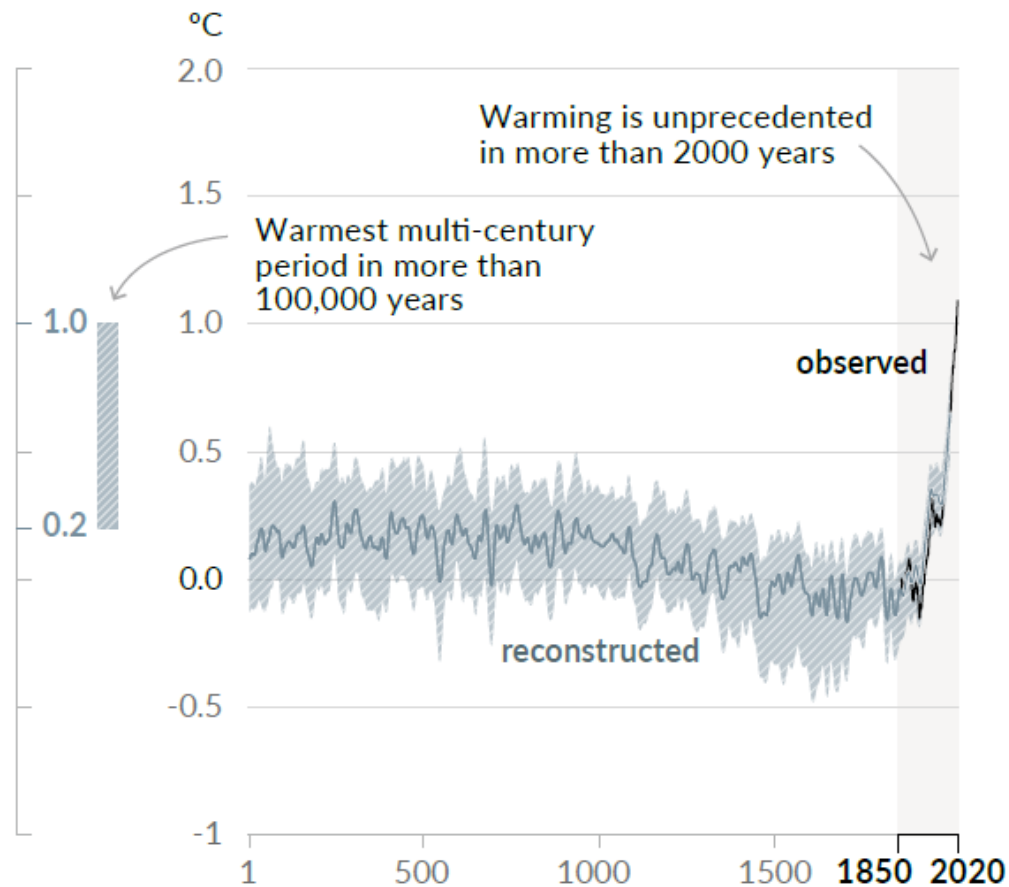 ºC
2.0
Warming is unprecedented
in more than 2000 years
1.5
Warmest multi-century
period in more than
100,000 years
1.0
1.0
observed
0.5
0.2
0.0
reconstructed
-0.5
-1
1
500
1000
1500
1850
2020